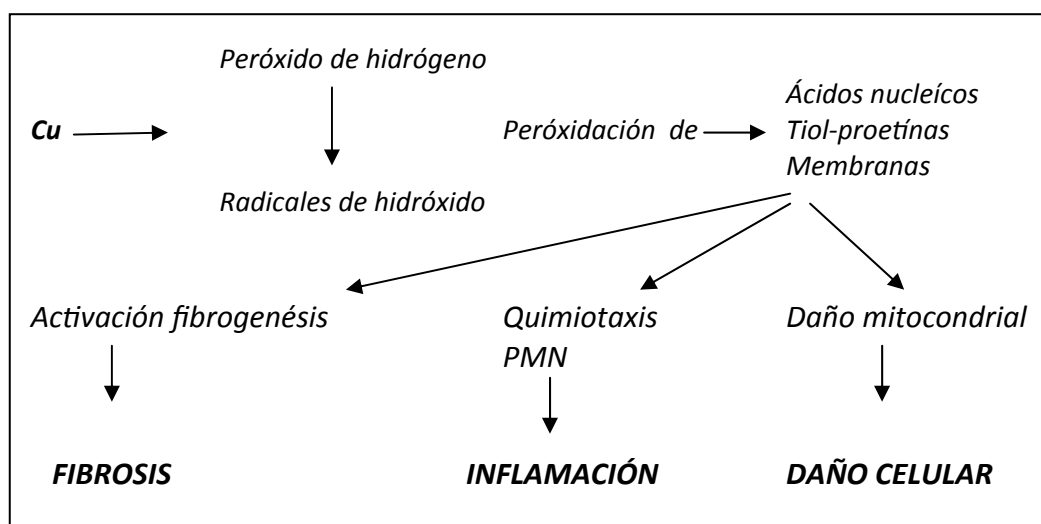 Peróxido de hidrógeno
Cu
Radicales de hidróxido
Peróxidación de
Ácidos nucleícos
Tiol-proetínas
Membranas
Activación fibrogenésis
Quimiotaxis
PMN
Daño mitocondrial
FIBROSIS
INFLAMACIÓN
DAÑO CELULAR